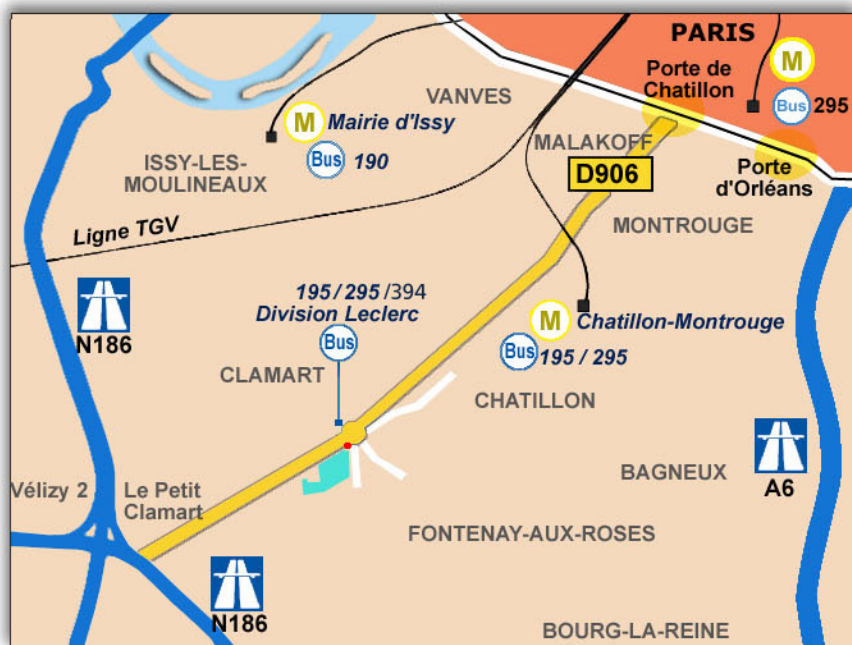 PARIS
Porte de
Chatillon
M
Bus 295
VANVES
M Mairie d'Issy
Bus 190
ISSY-LES-
MOULINEAUX
MALAKOFF
D906
Porte
d'Orléans
MONTROUGE
Ligne TGV
N186
195 / 295 /394
Division Leclerc
Bus
M Chatillon-Montrouge
Bus 195 / 295
CLAMART
CHATILLON
BAGNEUX
A6
Vélizy 2
Le Petit
Clamart
FONTENAY-AUX-ROSES
N186
BOURG-LA-REINE